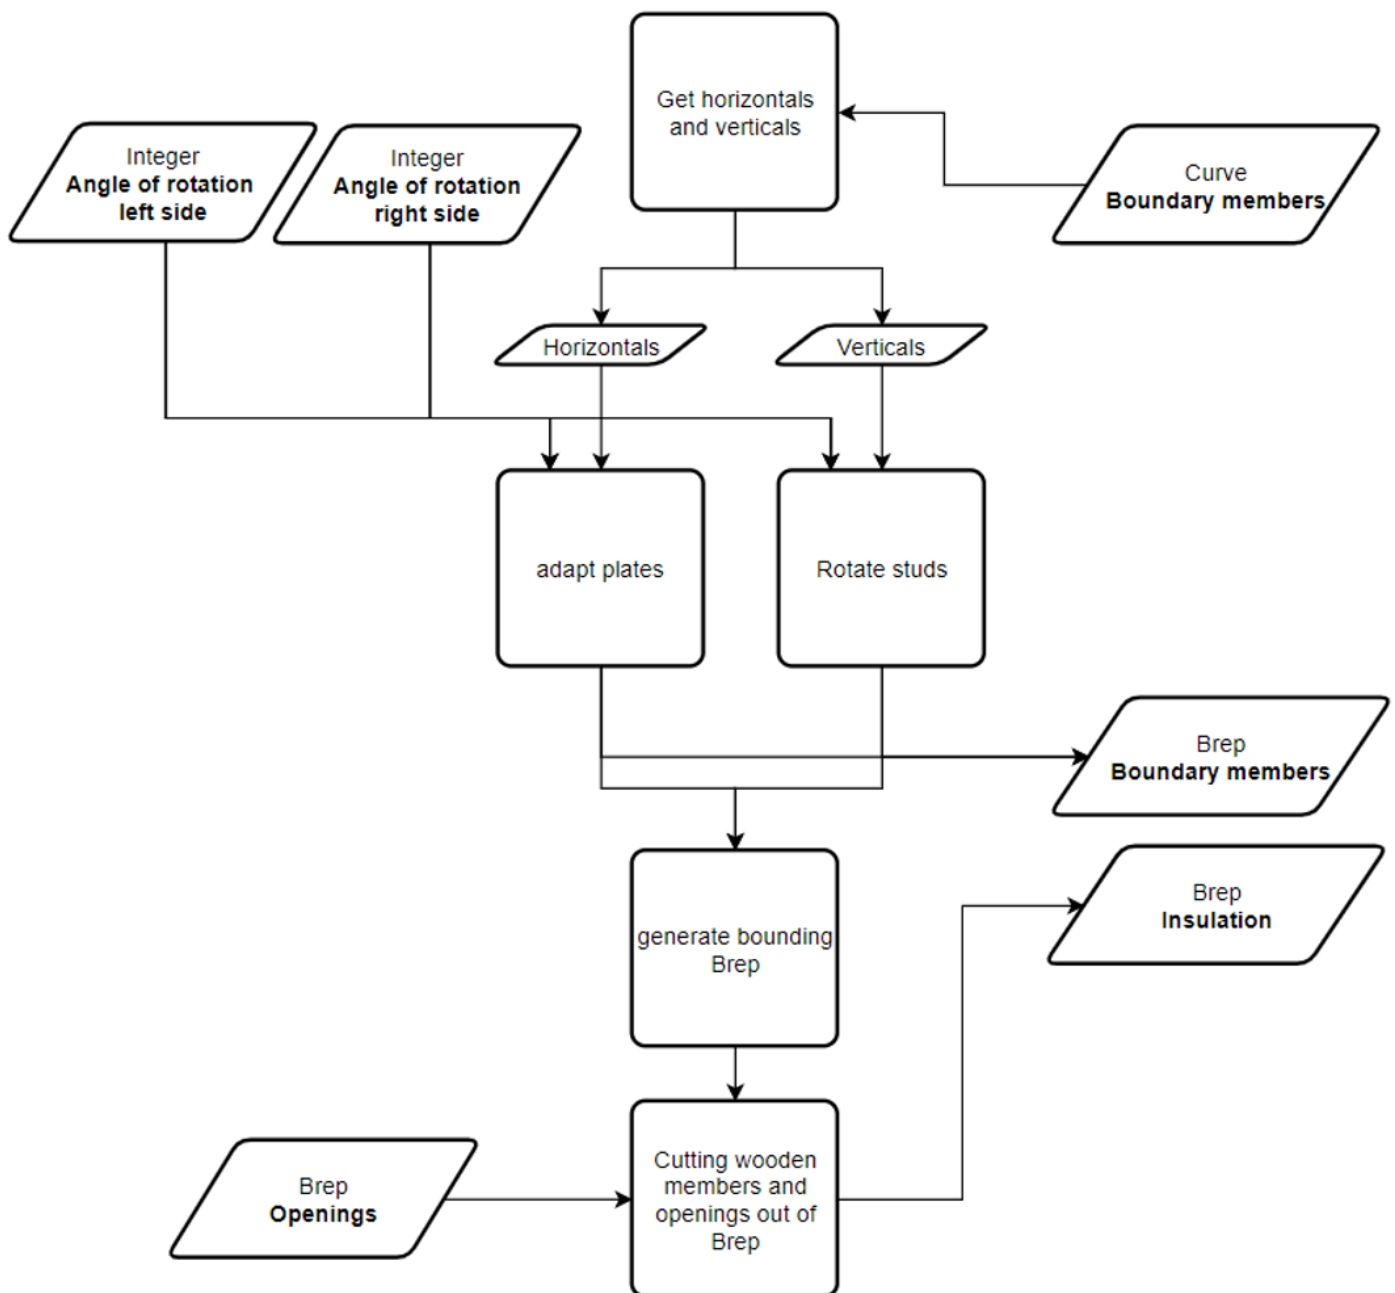 Get horizontals
and verticals
Integer
Angle of rotation
left side
Integer
Angle of rotation
right side
Curve
Boundary members
Horizontals
Verticals
adapt plates
Rotate studs
Brep
Boundary members
Brep
Insulation
generate bounding
Brep
Cutting wooden
members and
openings out of
Brep
Brep
Openings